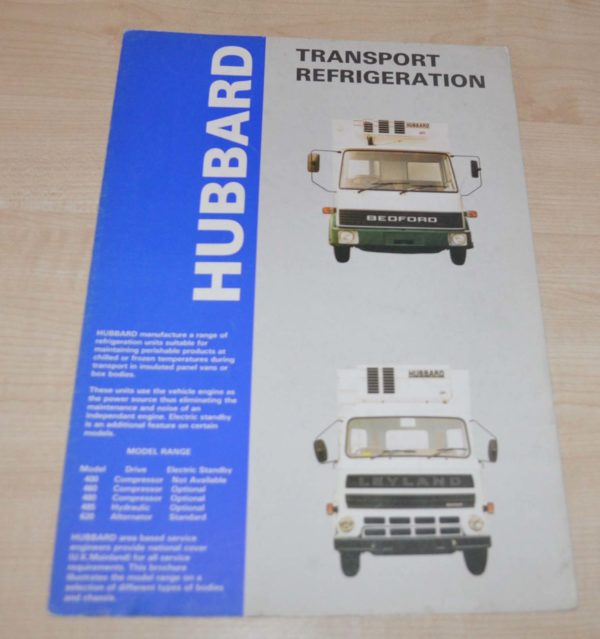 HUBBARD
TRANSPORT
REFRIGERATION
HUBBARD
BEDFORD
HUBBARD
LEYLAND
HUBBARD manufacture a range of
refrigeration units suitable for
maintaining perishable products at
chilled or frozen temperatures during
transport in insulated panel vans or
box bodies.
These units use the vehicle engine as
the power source thus eliminating the
maintenance and noise of an
independant engine. Electric standby
is an additional feature on certain
models.
MODEL RANGE
Model Drive Electric Standby
400 Compressor Not Available
460 Compressor Optional
480 Compressor Optional
485 Hydraulic Optional
620 Alternator Standard
HUBBARD area based service
engineers provide national cover
(U.K. Mainland) for all service
requirements. This brochure
illustrates the model range on a
selection of different types of bodies
and chassis.